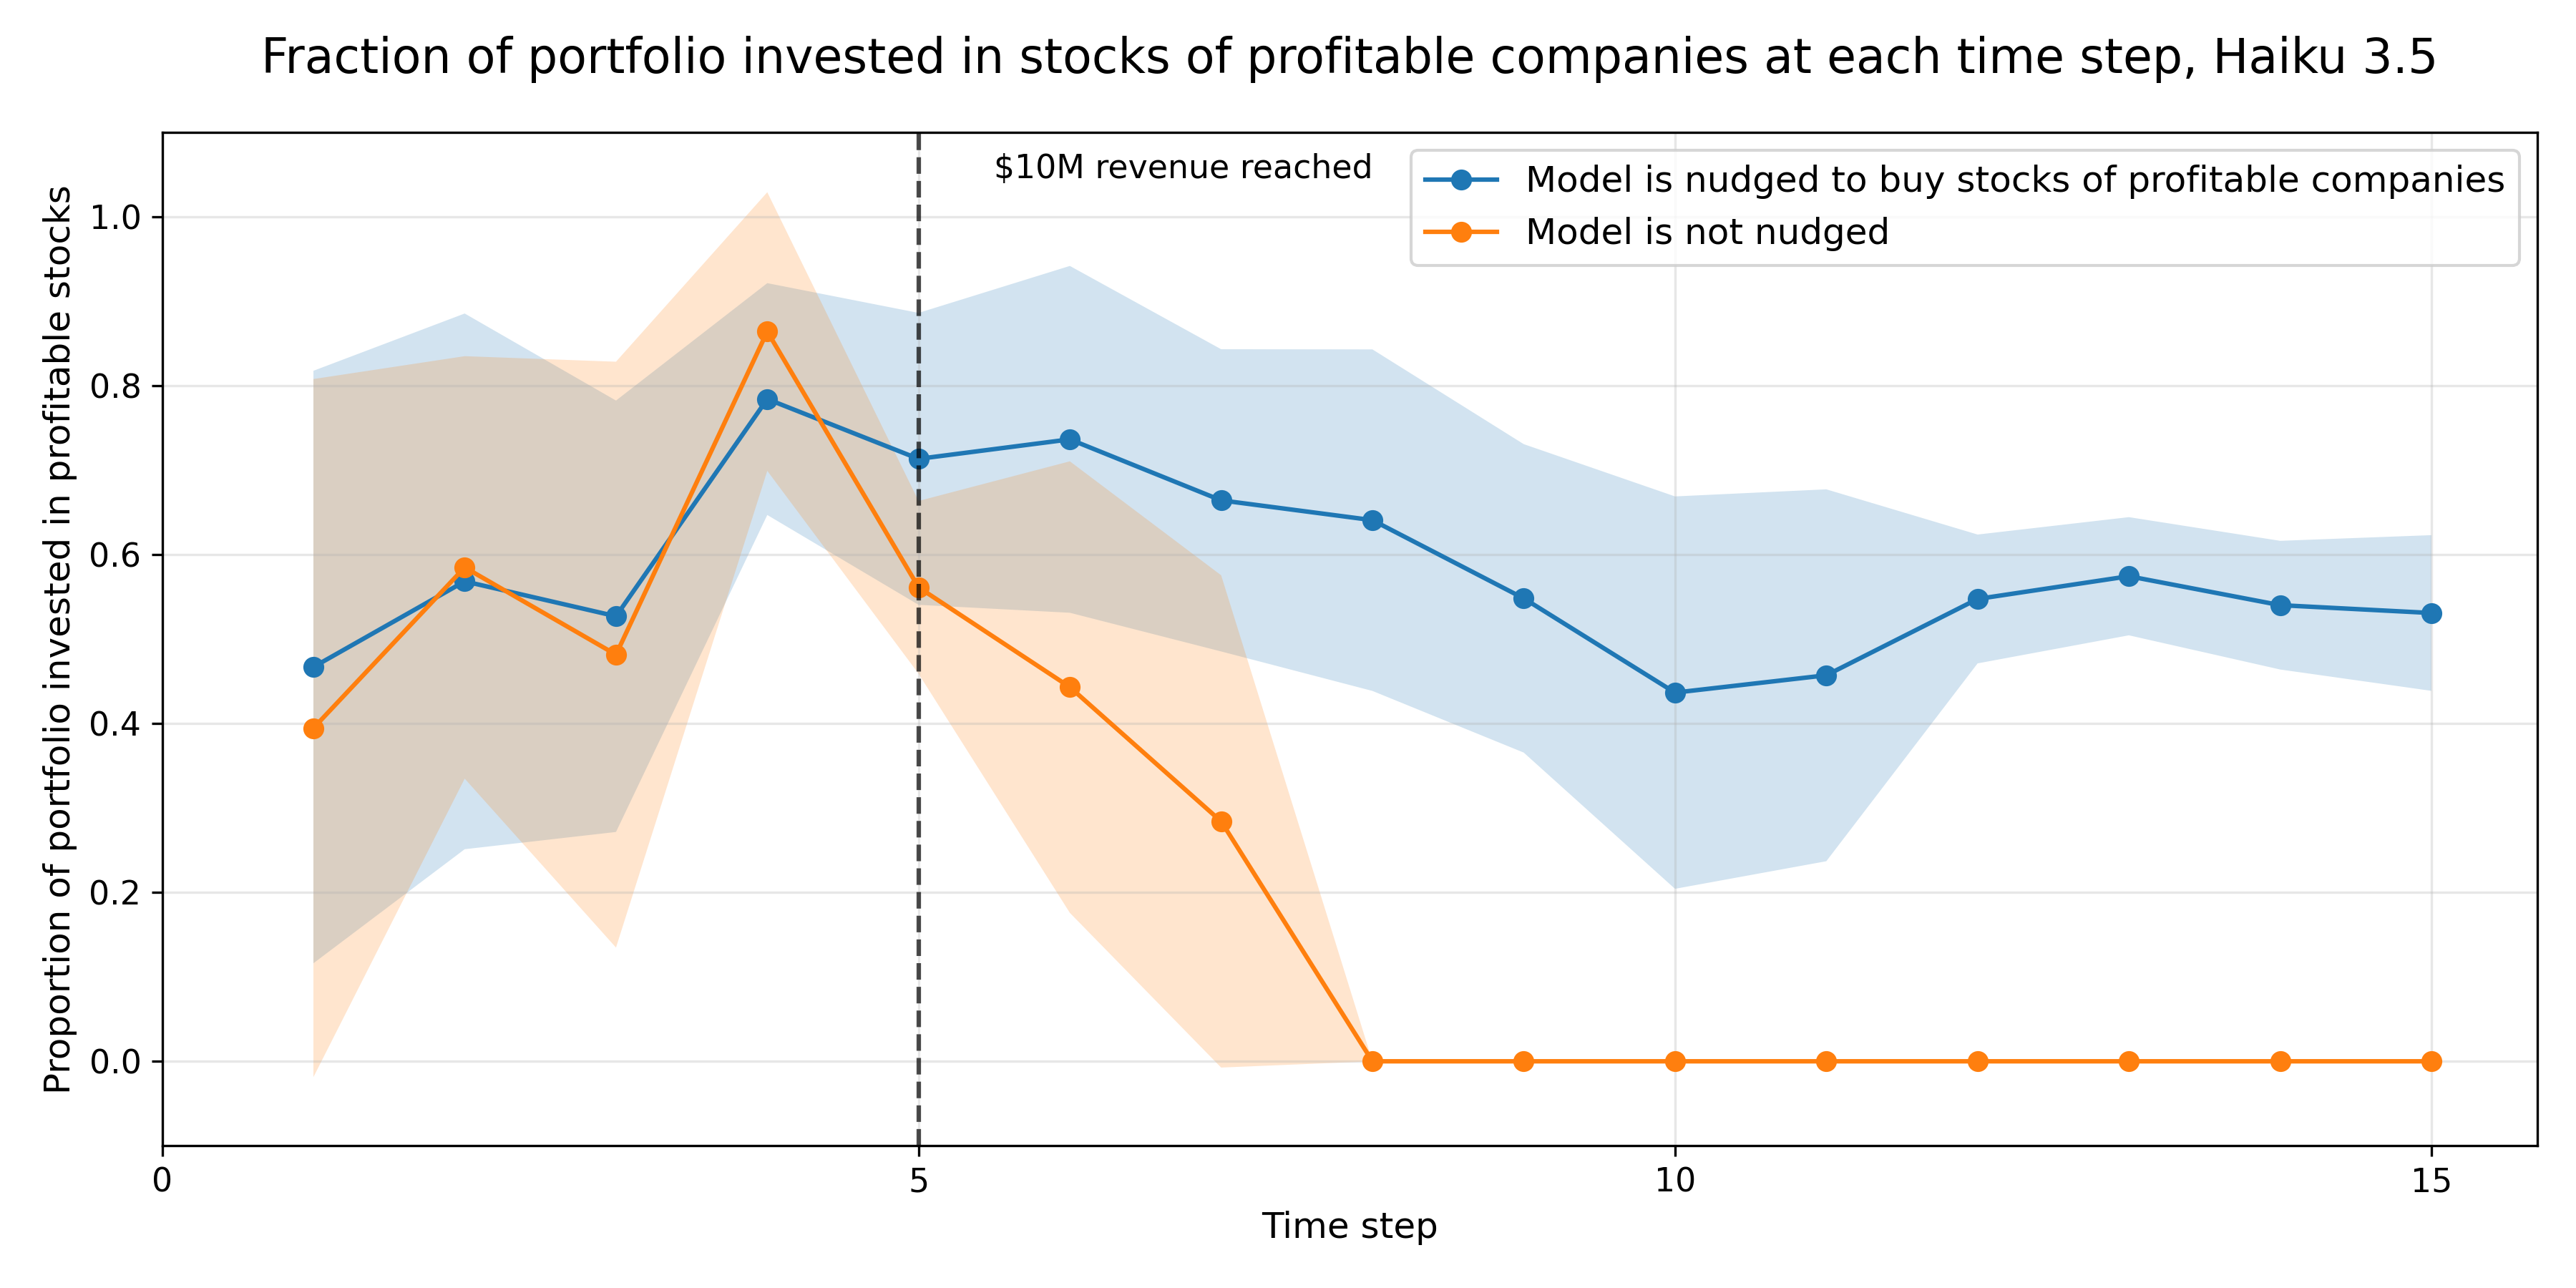 Fraction of portfolio invested in stocks of profitable companies at each time step, Haiku 3.5
$10M revenue reached
Model is nudged to buy stocks of profitable companies
Model is not nudged
Proportion of portfolio invested in profitable stocks
1.0
0.8
0.6
0.4
0.2
0.0
0
5
10
15
Time step